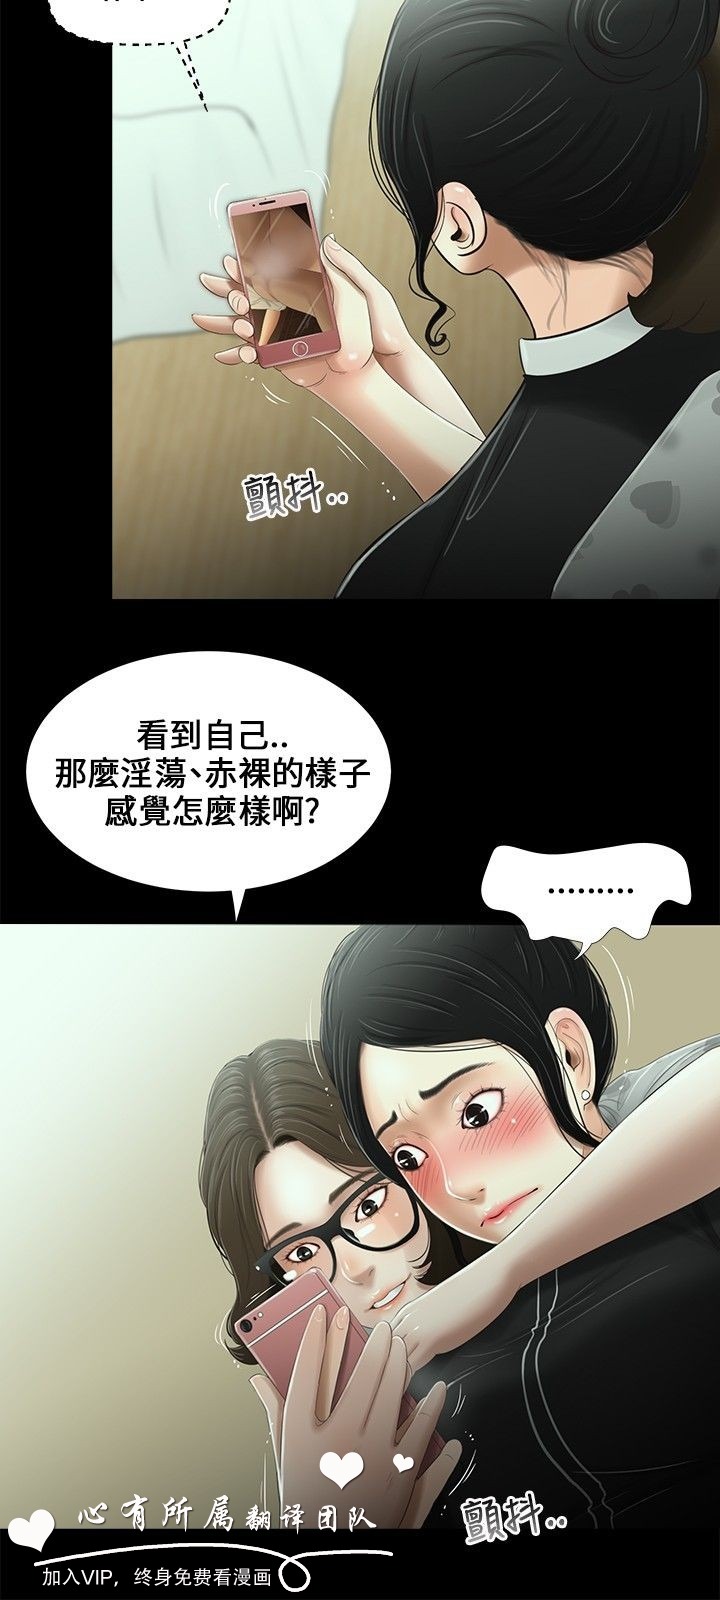 顫抖..
看到自己..
那麼淫蕩、赤裸的樣子
感覺怎麼樣啊?
.........
顫抖..
心有所属翻译团队
加入VIP，终身免费看漫画